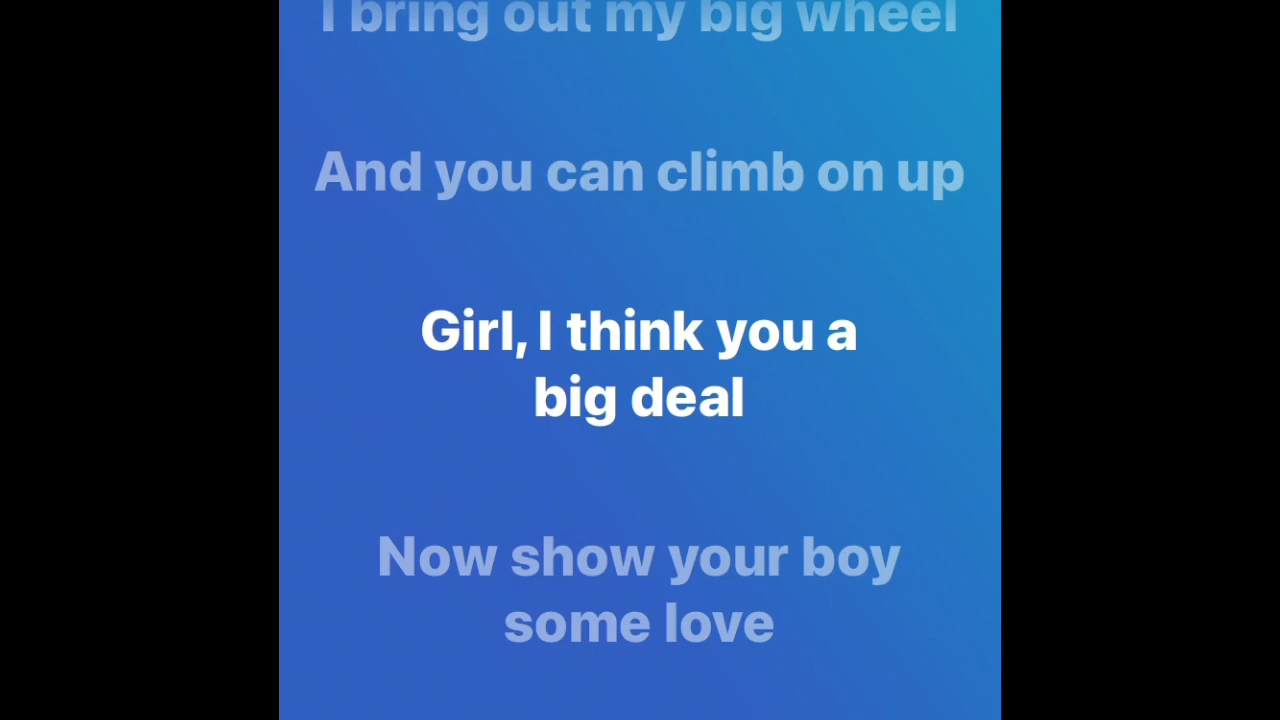 I bring out my big wheel
And you can climb on up
Girl, I think you a
big deal
Now show your boy
some love